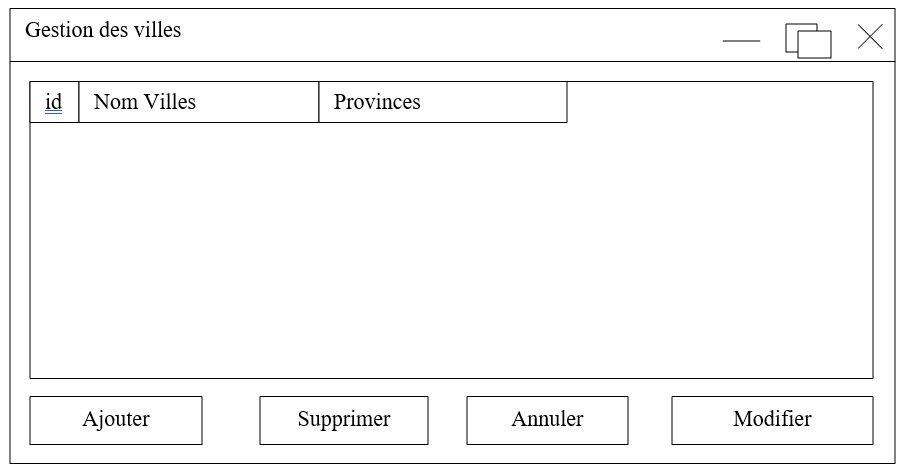 Gestion des villes
id Nom Villes Provinces
Ajouter Supprimer Annuler Modifier